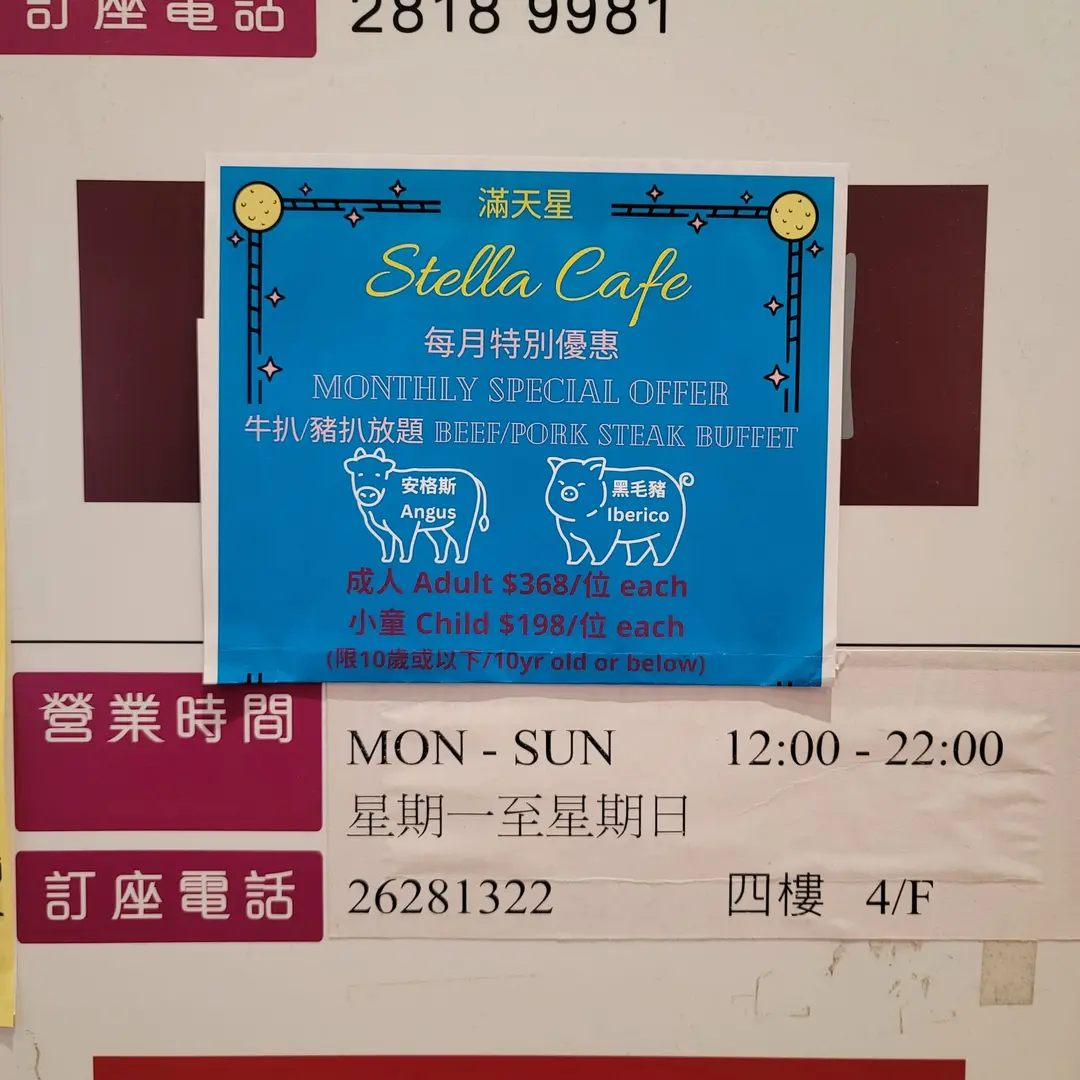 訂座電話 2818 9981
滿天星
Stella Cafe
每月特別優惠
MONTHLY SPECIAL OFFER
牛扒/豬扒放題 BEEF/PORK STEAK BUFFET
安格斯
Angus
黑毛豬
Iberico
成人 Adult $368/位 each
小童 Child $198/位 each
(限10歲或以下/10yr old or below)
營業時間
MON - SUN 12:00 - 22:00
星期一至星期日
訂座電話 26281322 四樓 4/F